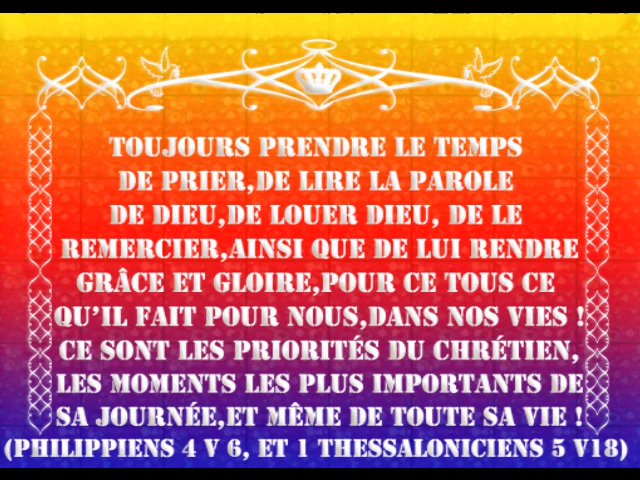 TOUJOURS PRENDRE LE TEMPS
DE PRIER,DE LIRE LA PAROLE
DE DIEU,DE LOUER DIEU, DE LE
REMERCIER,AINSI QUE DE LUI RENDRE
GRÂCE ET GLOIRE,POUR CE TOUS CE
QU'IL FAIT POUR NOUS,DANS NOS VIES !
CE SONT LES PRIORITÉS DU CHRÉTIEN,
LES MOMENTS LES PLUS IMPORTANTS DE
SA JOURNÉE,ET MÊME DE TOUTE SA VIE !
(PHILIPPIENS 4 V 6, ET 1 THESSALONICIENS 5 V18)